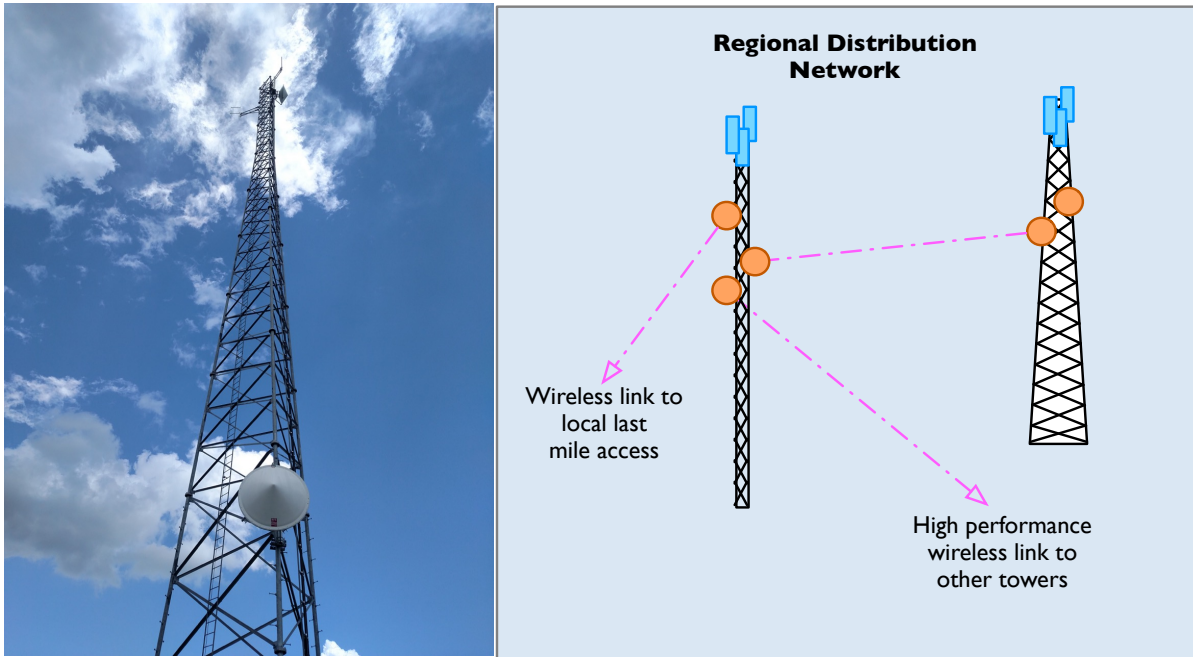 Regional Distribution
Network
Wireless link to
local last
mile access
High performance
wireless link to
other towers